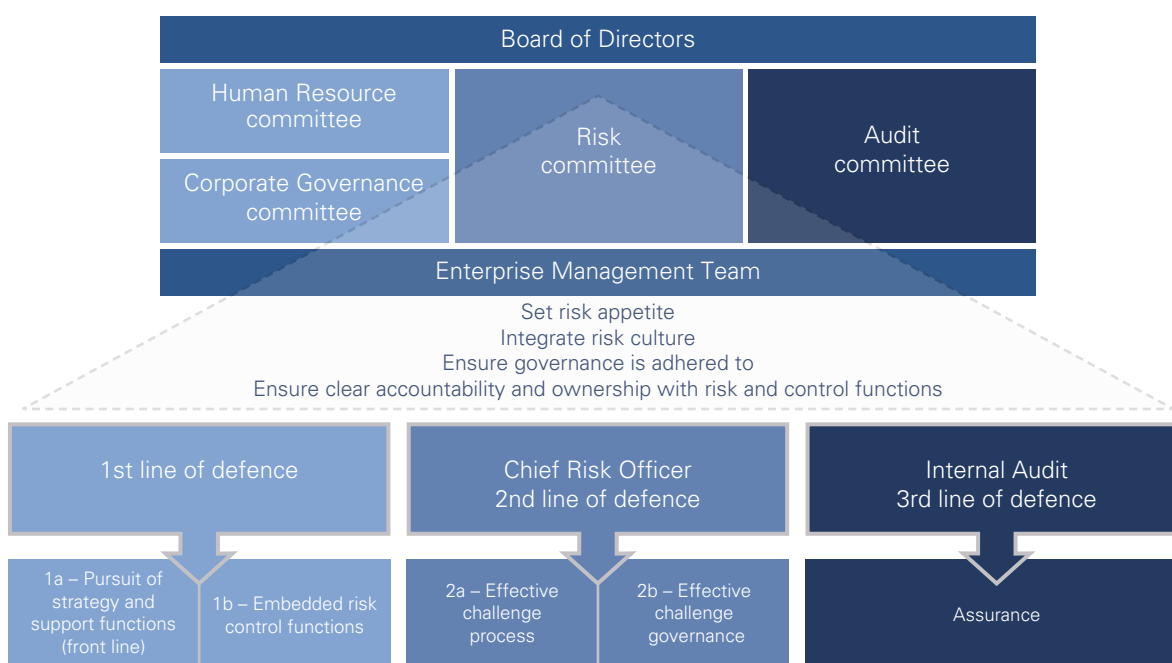 Board of Directors
Human Resource
committee
Corporate Governance
committee
Risk
committee
Audit
committee
Enterprise Management Team
Set risk appetite
Integrate risk culture
Ensure governance is adhered to
Ensure clear accountability and ownership with risk and control functions
1st line of defence
Chief Risk Officer
2nd line of defence
Internal Audit
3rd line of defence
1a – Pursuit of
strategy and
support functions
(front line)
1b – Embedded risk
control functions
2a – Effective
challenge
process
2b – Effective
challenge
governance
Assurance